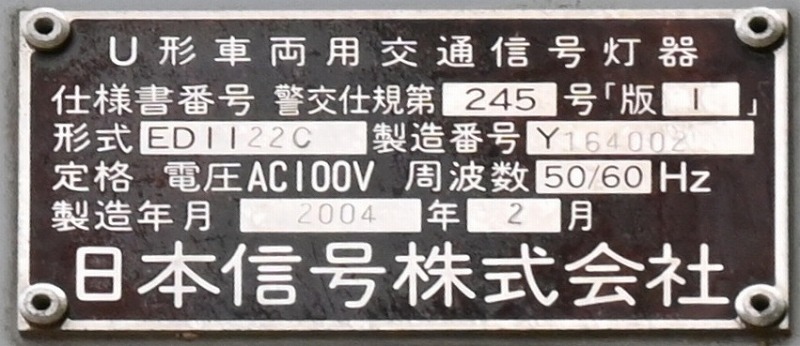 U形車両用交通信号灯器
仕様書番号 警交仕規第 245 号「版 1 」
形式 ED1122C 製造番号 Y164002
定格 電圧AC100V 周波数 50/60 Hz
製造年月 2004 年 2 月
日本信号株式会社